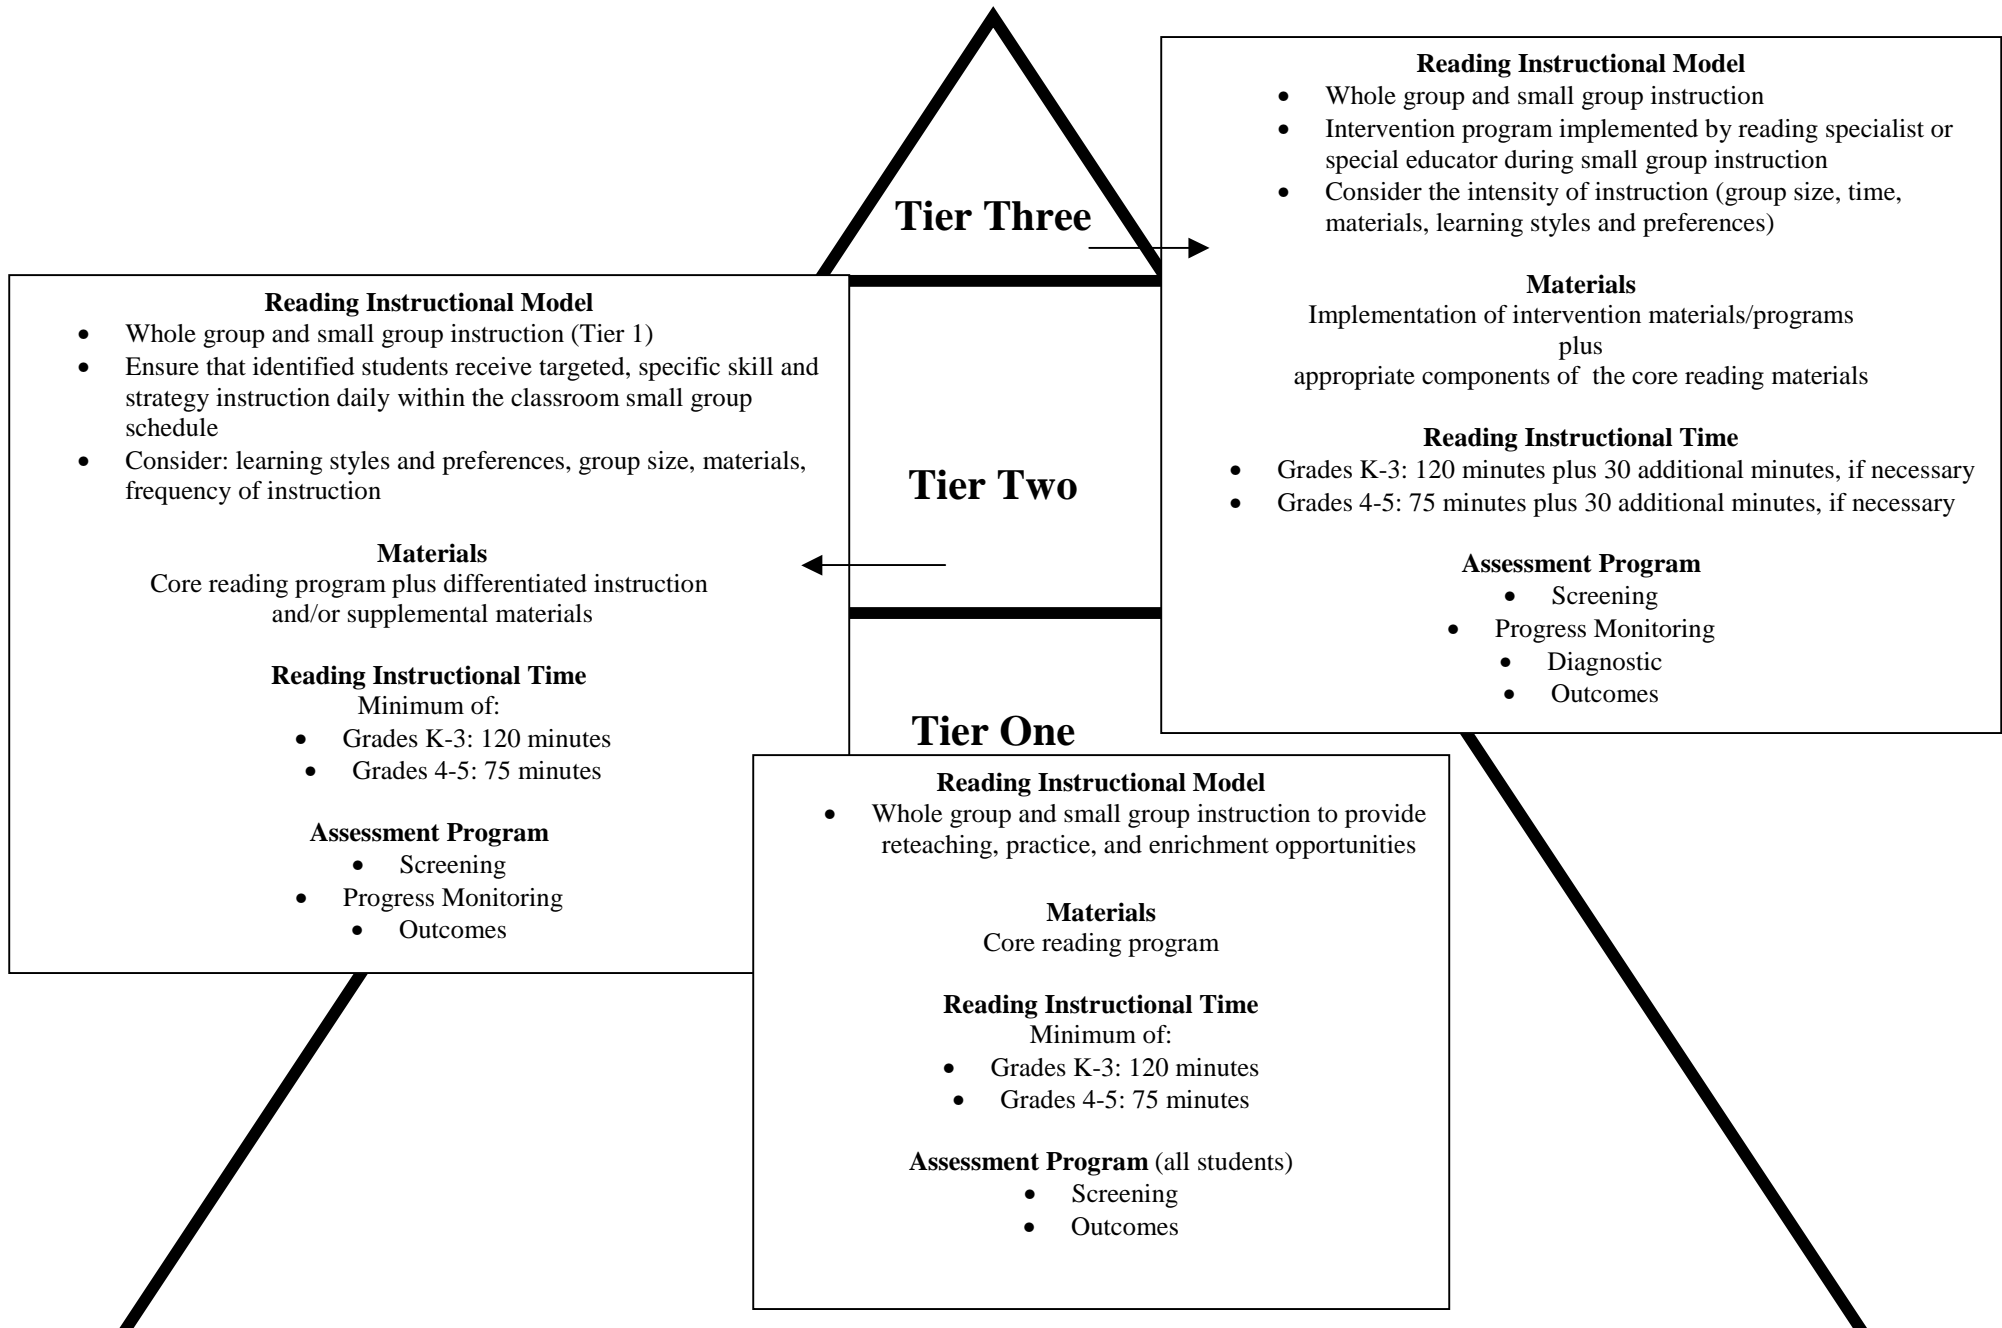 Tier Three
Reading Instructional Model
• Whole group and small group instruction
• Intervention program implemented by reading specialist or
special educator during small group instruction
• Consider the intensity of instruction (group size, time,
materials, learning styles and preferences)
Materials
Implementation of intervention materials/programs
plus
appropriate components of the core reading materials
Reading Instructional Time
• Grades K-3: 120 minutes plus 30 additional minutes, if necessary
• Grades 4-5: 75 minutes plus 30 additional minutes, if necessary
Assessment Program
• Screening
• Progress Monitoring
• Diagnostic
• Outcomes
Tier Two
Reading Instructional Model
• Whole group and small group instruction (Tier 1)
• Ensure that identified students receive targeted, specific skill and
strategy instruction daily within the classroom small group
schedule
• Consider: learning styles and preferences, group size, materials,
frequency of instruction
Materials
Core reading program plus differentiated instruction
and/or supplemental materials
Reading Instructional Time
Minimum of:
• Grades K-3: 120 minutes
• Grades 4-5: 75 minutes
Assessment Program
• Screening
• Progress Monitoring
• Outcomes
Tier One
Reading Instructional Model
• Whole group and small group instruction to provide
reteaching, practice, and enrichment opportunities
Materials
Core reading program
Reading Instructional Time
Minimum of:
• Grades K-3: 120 minutes
• Grades 4-5: 75 minutes
Assessment Program (all students)
• Screening
• Outcomes